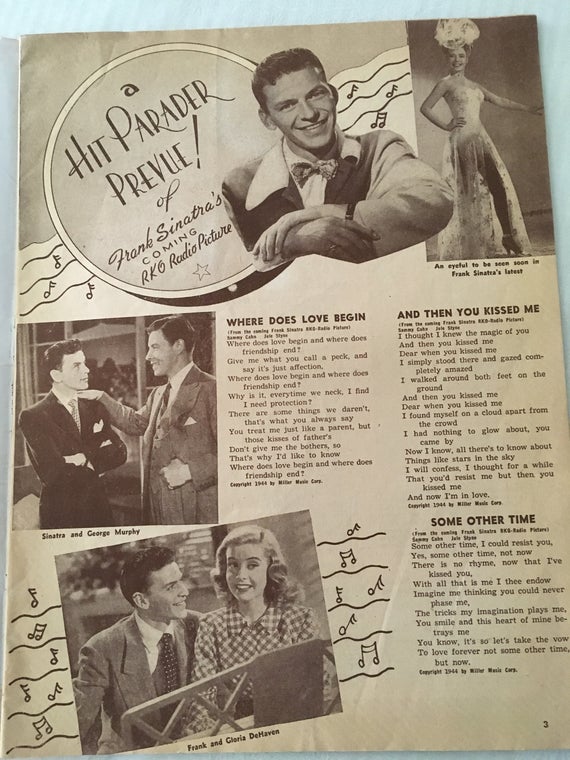 a
HIT PARADER
PREVUE!
of
Frank Sinatra's
COMING
RKO Radio Picture
An eyeful to be seen soon in
Frank Sinatra's latest
Sinatra and George Murphy
WHERE DOES LOVE BEGIN
(From the coming Frank Sinatra RKO-Radio Picture)
Sammy Cahn Jule Styne
Where does love begin and where does
friendship end?
Give me what you call a peck, and
say it's just affection,
Where does love begin and where does
friendship end?
Why is it, everytime we neck, I find
I need protection?
There are some things we daren't,
that's what you always say
You treat me just like a parent, but
those kisses of father's
Don't give me the bothers, so
That's why I'd like to know
Where does love begin and where does
friendship end?
Copyright 1944 by Miller Music Corp.
AND THEN YOU KISSED ME
(From the coming Frank Sinatra RKO-Radio Picture)
Sammy Cahn Jule Styne
I thought I knew the magic of you
And then you kissed me
Dear when you kissed me
I simply stood there and gazed com-
pletely amazed
I walked around both feet on the
ground
And then you kissed me
Dear when you kissed me
I found myself on a cloud apart from
the crowd
I had nothing to glow about, you
came by
Now I know, all there's to know about
Things like stars in the sky
I will confess, I thought for a while
That you'd resist me but then, you
kissed me
And now I'm in love.
Copyright 1944 by Miller Music Corp.
SOME OTHER TIME
(From the coming Frank Sinatra RKO-Radio Picture)
Sammy Cahn Jule Styne
Some other time, I could resist you,
Yes, some other time, not now
There is no rhyme, now that I've
kissed you,
With all that is me I thee endow
Imagine me thinking you could never
phase me,
The tricks my imagination plays me,
You smile and this heart of mine be-
trays me
You know, it's so let's take the vow
To love forever not some other time,
but now.
Copyright 1944 by Miller Music Corp.
Frank and Gloria DeHaven
3